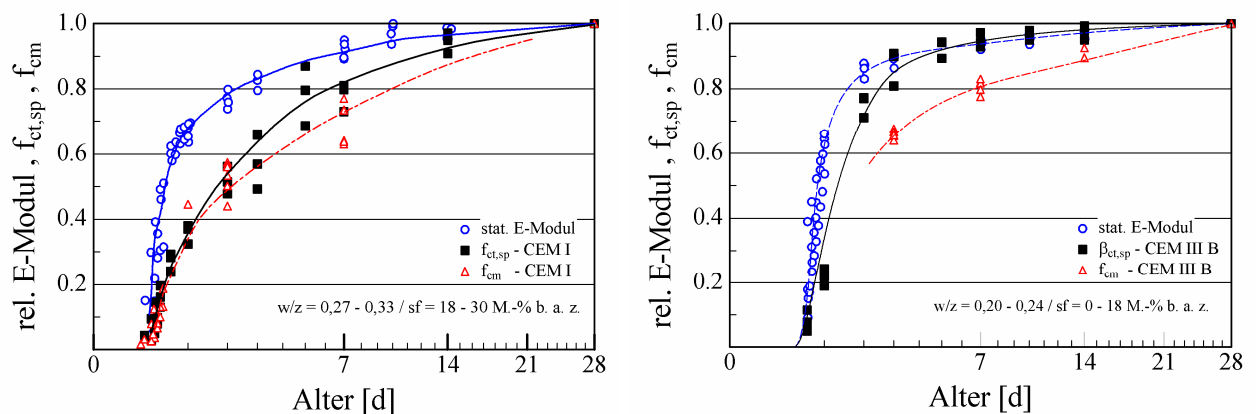 rel. E-Modul , fct,sp , fcm
1.0
0.8
0.6
0.4
0.2
stat. E-Modul
fct,sp - CEM I
fcm - CEM I
w/z = 0,27 - 0,33 / sf = 18 - 30 M.-% b. a. z.
0
7
14
21
28
Alter [d]
rel. E-Modul , fct,sp , fcm
1.0
0.8
0.6
0.4
0.2
stat. E-Modul
βct,sp - CEM III B
fcm - CEM III B
w/z = 0,20 - 0,24 / sf = 0 - 18 M.-% b. a. z.
0
7
14
21
28
Alter [d]